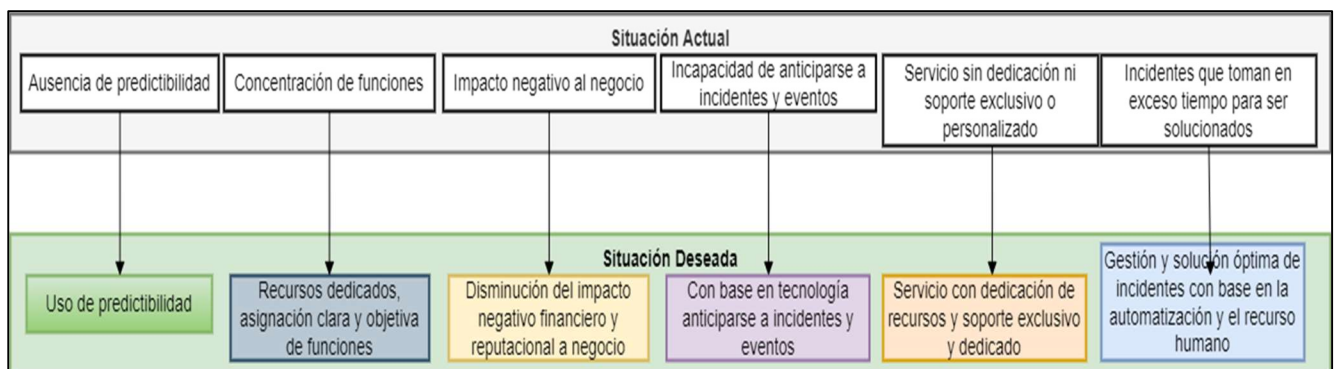 Situación Actual
Ausencia de predictibilidad
Concentración de funciones
Impacto negativo al negocio
Incapacidad de anticiparse a
incidentes y eventos
Servicio sin dedicación ni
soporte exclusivo o
personalizado
Incidentes que toman en
exceso tiempo para ser
solucionados
Situación Deseada
Uso de predictibilidad
Recursos dedicados,
asignación clara y objetiva
de funciones
Disminución del impacto
negativo financiero y
reputacional a negocio
Con base en tecnología
anticiparse a incidentes y
eventos
Servicio con dedicación de
recursos y soporte exclusivo
y dedicado
Gestión y solución óptima de
incidentes con base en la
automatización y el recurso
humano